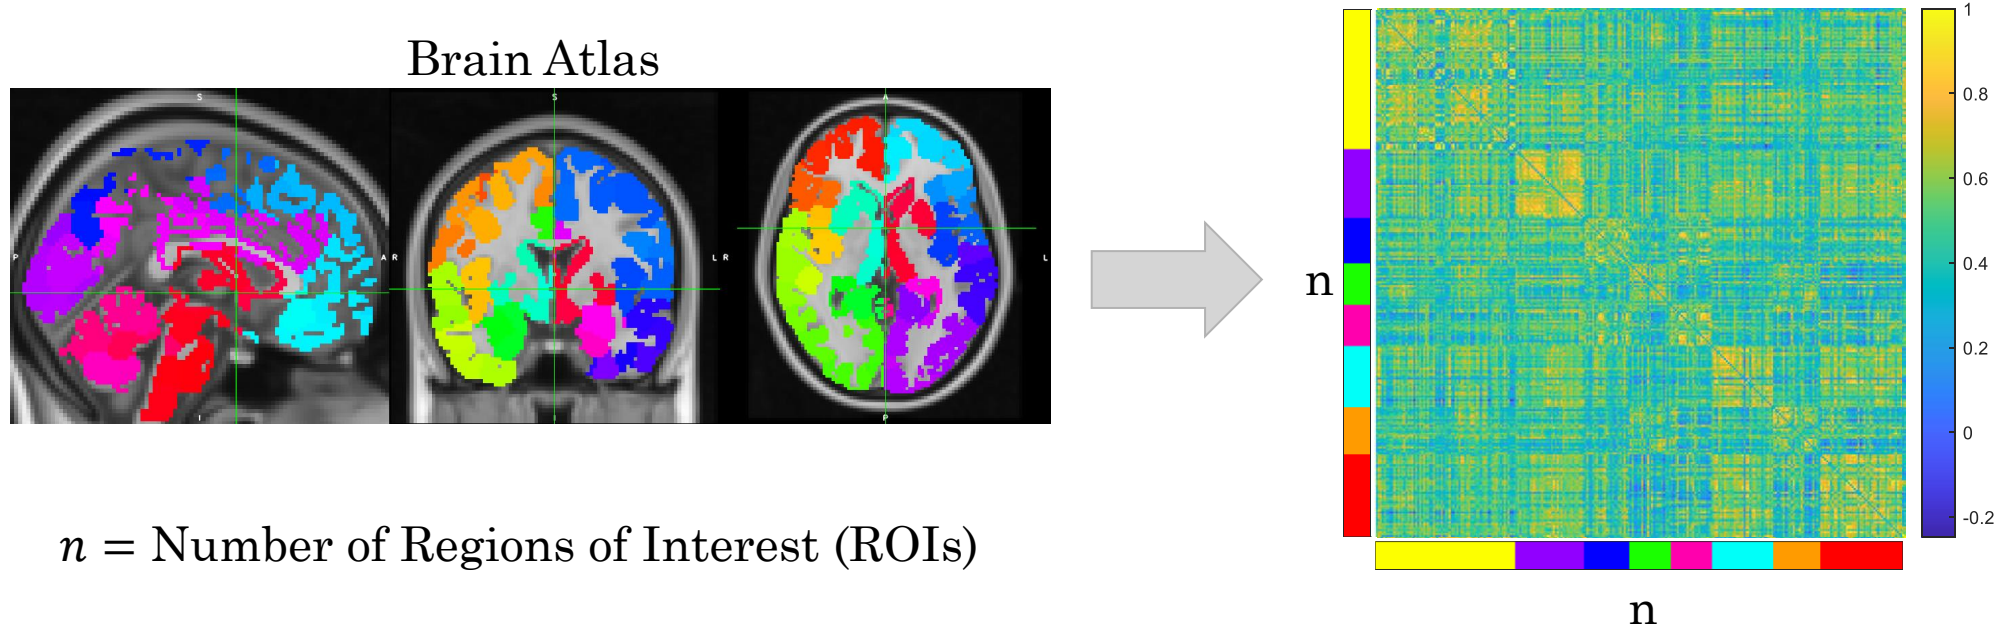 Brain Atlas
S
S
A
P
A R
L R
L
I
I
P
n = Number of Regions of Interest (ROIs)
n
n
1
0.8
0.6
0.4
0.2
0
-0.2